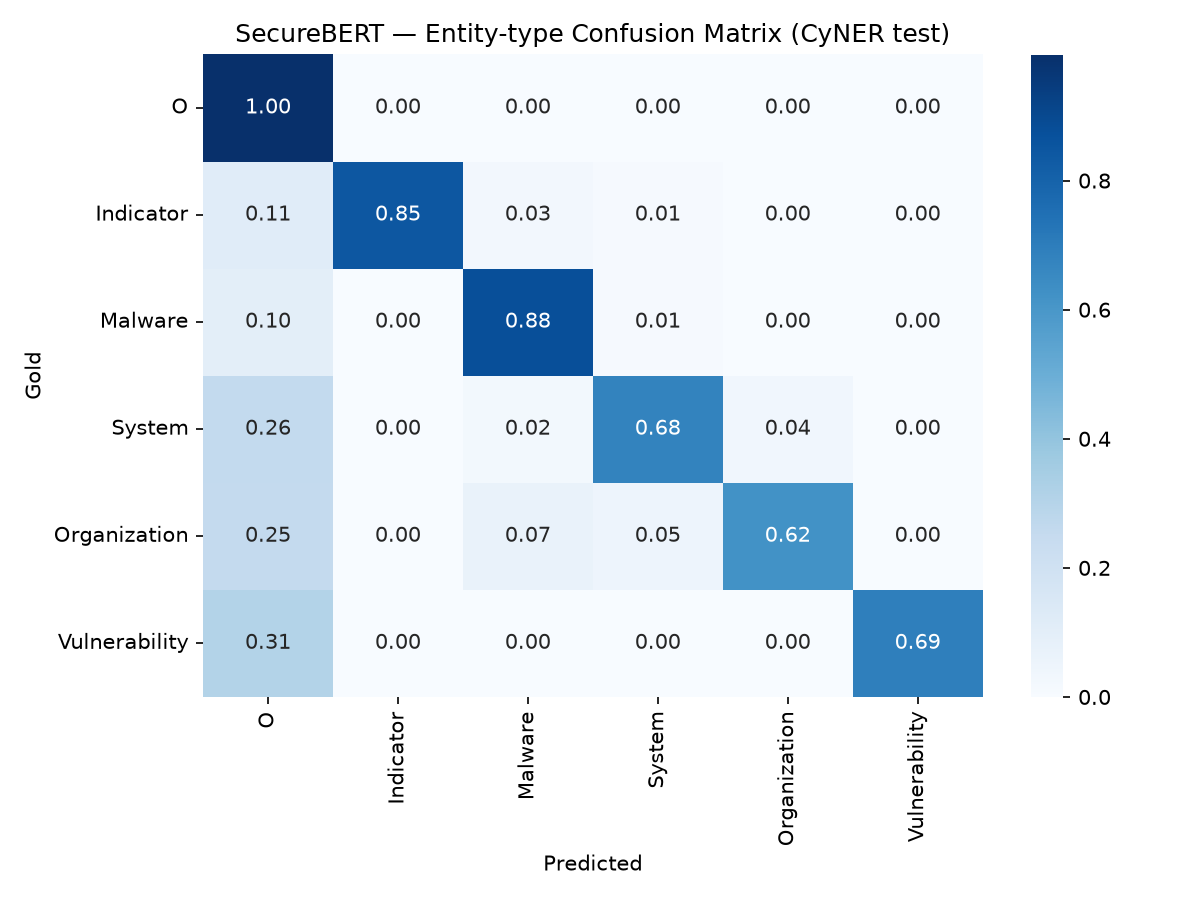 SecureBERT — Entity-type Confusion Matrix (CyNER test)
O 1.00 0.00 0.00 0.00 0.00 0.00
Indicator 0.11 0.85 0.03 0.01 0.00 0.00
Malware 0.10 0.00 0.88 0.01 0.00 0.00
System 0.26 0.00 0.02 0.68 0.04 0.00
Organization 0.25 0.00 0.07 0.05 0.62 0.00
Vulnerability 0.31 0.00 0.00 0.00 0.00 0.69
Gold
O Indicator Malware System Organization Vulnerability
Predicted
0.8
0.6
0.4
0.2
0.0